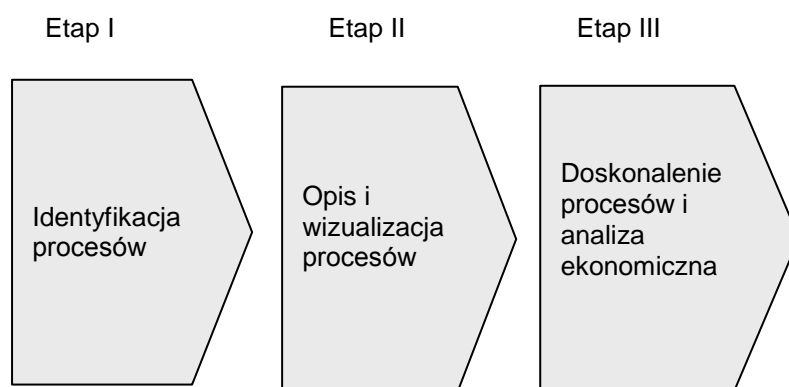 Etap I
Etap II
Etap III
Identyfikacja
procesów
Opis i
wizualizacja
procesów
Doskonalenie
procesów i
analiza
ekonomiczna